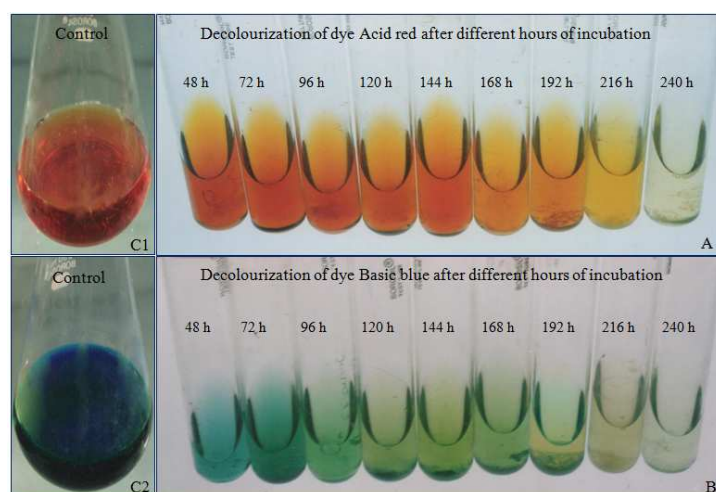 Control
Decolourization of dye Acid red after different hours of incubation
48 h 72 h 96 h 120 h 144 h 168 h 192 h 216 h 240 h
C1
A
Control
Decolourization of dye Basic blue after different hours of incubation
48 h 72 h 96 h 120 h 144 h 168 h 192 h 216 h 240 h
C2
B